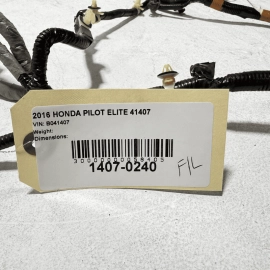 2016 HONDA PILOT ELITE 41407
VIN: B041407
Weight:
Dimensions:
1407-0240
F/L